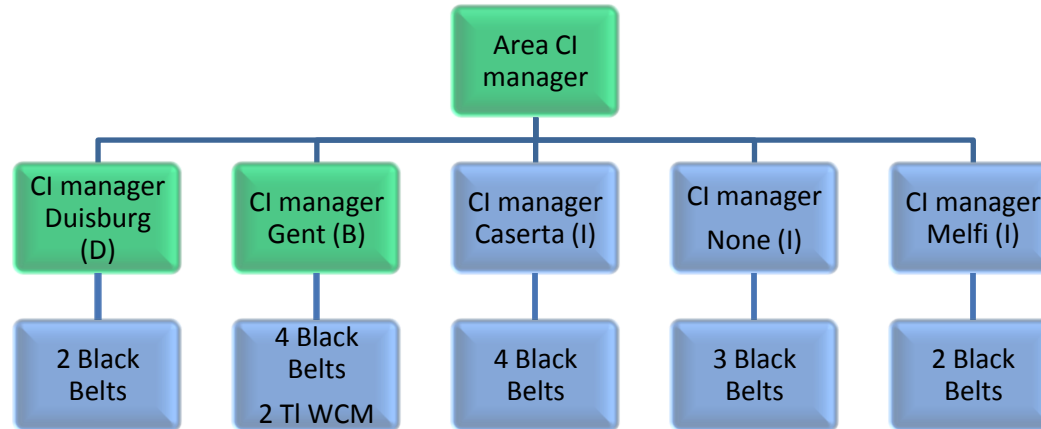 Area CI
manager
CI manager
Duisburg
(D)
CI manager
Gent (B)
CI manager
Caserta (I)
CI manager
None (I)
CI manager
Melfi (I)
2 Black
Belts
4 Black
Belts
2 Tl WCM
4 Black
Belts
3 Black
Belts
2 Black
Belts